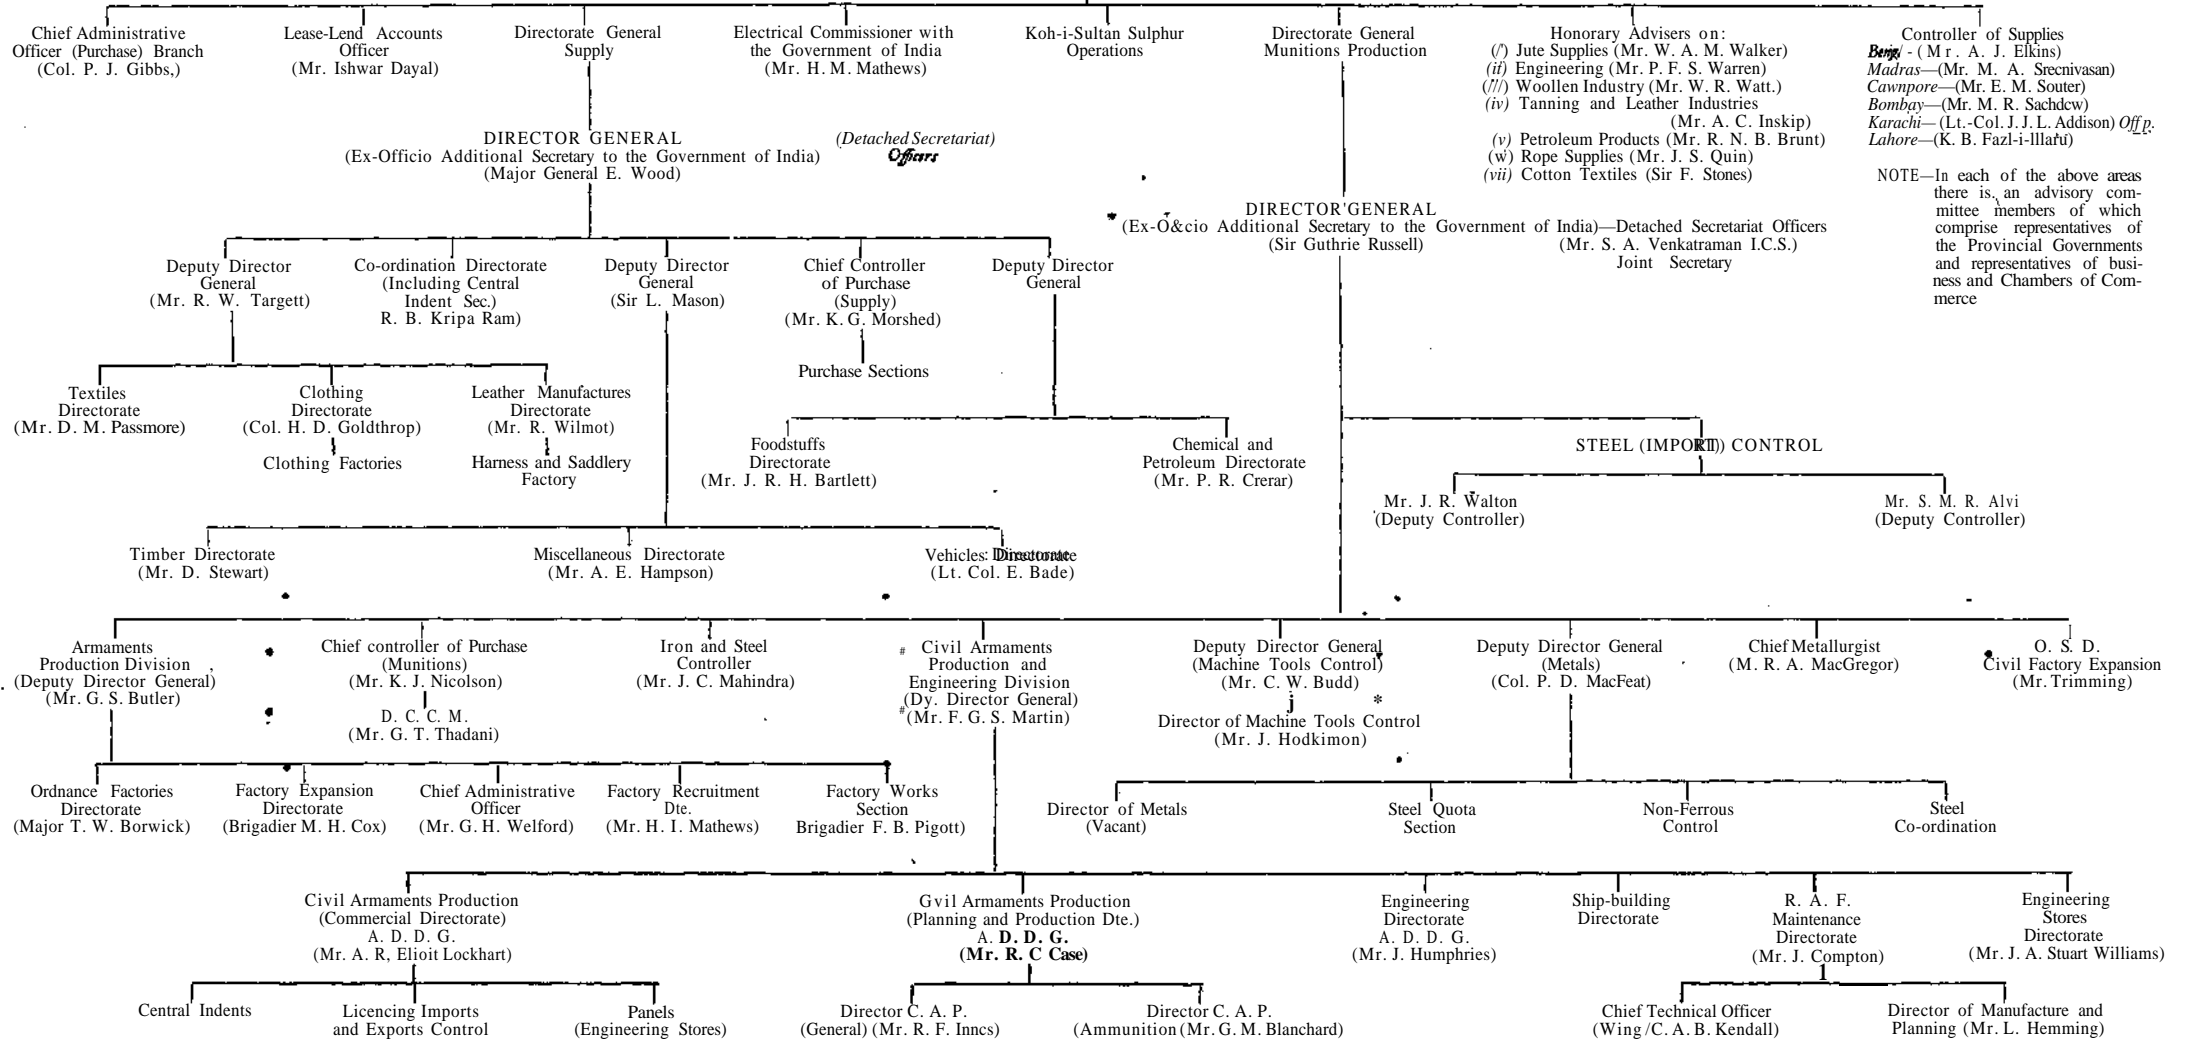 Chief Administrative
Officer (Purchase) Branch
(Col. P. J. Gibbs,)
Lease-Lend Accounts
Officer
(Mr. Ishwar Dayal)
Directorate General
Supply
Electrical Commissioner with
the Government of India
(Mr. H. M. Mathews)
Koh-i-Sultan Sulphur
Operations
Directorate General
Munitions Production
Honorary Advisers on:
(/') Jute Supplies (Mr. W. A. M. Walker)
(ii) Engineering (Mr. P. F. S. Warren)
(///) Woollen Industry (Mr. W. R. Watt.)
(iv) Tanning and Leather Industries
(Mr. A. C. Inskip)
(v) Petroleum Products (Mr. R. N. B. Brunt)
(w) Rope Supplies (Mr. J. S. Quin)
(vii) Cotton Textiles (Sir F. Stones)
Controller of Supplies
- (Mr. A. J. Elkins)
Madras—(Mr. M. A. Srecnivasan)
Cawnpore—(Mr. E. M. Souter)
Bombay—(Mr. M. R. Sachdcw)
Karachi—(Lt.-Col. J. J. L. Addison) Offp.
Lahore—(K. B. Fazl-i-Illaru)
NOTE—In each of the above areas
there is an advisory com-
mittee members of which
comprise representatives of
the Provincial Governments
and representatives of busi-
ness and Chambers of Com-
merce
DIRECTOR GENERAL
(Ex-Officio Additional Secretary to the Government of India)
(Major General E. Wood)
(Detached Secretariat)
Officers
DIRECTOR'GENERAL
(Ex-O&cio Additional Secretary to the Government of India)—Detached Secretariat Officers
(Sir Guthrie Russell)
(Mr. S. A. Venkatraman I.C.S.)
Joint Secretary
Deputy Director
General
(Mr. R. W. Targett)
Co-ordination Directorate
(Including Central
Indent Sec.)
R. B. Kripa Ram)
Deputy Director
General
(Sir L. Mason)
Chief Controller
of Purchase
(Supply)
(Mr. K. G. Morshed)
Deputy Director
General
Purchase Sections
Textiles
Directorate
(Mr. D. M. Passmore)
Clothing
Directorate
(Col. H. D. Goldthrop)
Clothing Factories
Leather Manufactures
Directorate
(Mr. R. Wilmot)
Harness and Saddlery
Factory
Foodstuffs
Directorate
(Mr. J. R. H. Bartlett)
Chemical and
Petroleum Directorate
(Mr. P. R. Crerar)
STEEL (IMPORT) CONTROL
Mr. J. R. Walton
(Deputy Controller)
Mr. S. M. R. Alvi
(Deputy Controller)
Timber Directorate
(Mr. D. Stewart)
Miscellaneous Directorate
(Mr. A. E. Hampson)
Vehicles: Directorate
(Lt. Col. E. Bade)
Armaments
Production Division
(Deputy Director General)
(Mr. G. S. Butler)
Chief controller of Purchase
(Munitions)
(Mr. K. J. Nicolson)
D. C. C. M.
(Mr. G. T. Thadani)
Iron and Steel
Controller
(Mr. J. C. Mahindra)
# Civil Armaments
Production and
Engineering Division
(Dy. Director General)
# (Mr. F. G. S. Martin)
Deputy Director General
(Machine Tools Control)
(Mr. C. W. Budd)
j *
Director of Machine Tools Control
(Mr. J. Hodkimon)
Deputy Director General
(Metals)
(Col. P. D. MacFeat)
Chief Metallurgist
(M. R. A. MacGregor)
O. S. D.
Civil Factory Expansion
(Mr. Trimming)
Ordnance Factories
Directorate
(Major T. W. Borwick)
Factory Expansion
Directorate
(Brigadier M. H. Cox)
Chief Administrative
Officer
(Mr. G. H. Welford)
Factory Recruitment
Dte.
(Mr. H. I. Mathews)
Factory Works
Section
Brigadier F. B. Pigott)
Director of Metals
(Vacant)
Steel Quota
Section
Non-Ferrous
Control
Steel
Co-ordination
Civil Armaments Production
(Commercial Directorate)
A. D. D. G.
(Mr. A. R, Elioit Lockhart)
Gvil Armaments Production
(Planning and Production Dte.)
A. D. D. G.
(Mr. R. C Case)
Engineering
Directorate
A. D. D. G.
(Mr. J. Humphries)
Ship-building
Directorate
R. A. F.
Maintenance
Directorate
(Mr. J. Compton)
1
Engineering
Stores
Directorate
(Mr. J. A. Stuart Williams)
Central Indents
Licencing Imports
and Exports Control
Panels
(Engineering Stores)
Director C. A. P.
(General) (Mr. R. F. Inncs)
Director C. A. P.
(Ammunition (Mr. G. M. Blanchard)
Chief Technical Officer
(Wing /C. A. B. Kendall)
Director of Manufacture and
Planning (Mr. L. Hemming)